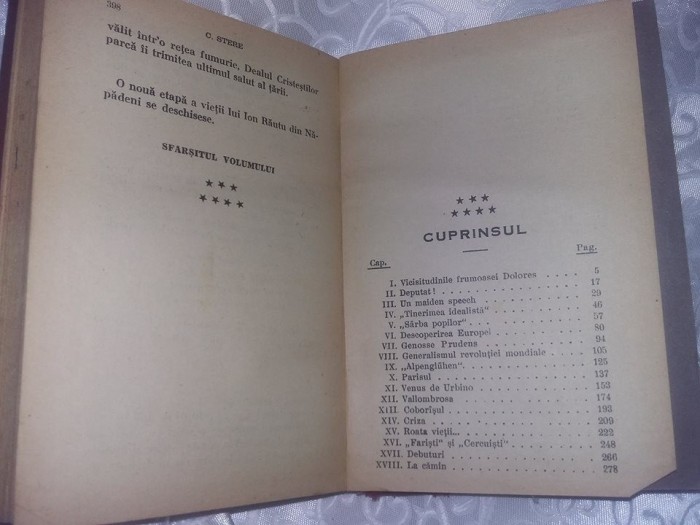 308
C. STERE
vălit într'o rețea fumurie, Dealul Cristeștilor
parcă îi trimitea ultimul salut al țării.
O nouă etapă a vieții lui Ion Răutu din Nă-
pădeni se deschisese.
SFARȘITUL VOLUMULUI
★ ★ ★
★ ★ ★ ★
★ ★ ★
★ ★ ★ ★
CUPRINSUL
Cap. Pag.
I. Vicisitudinile frumoasei Dolores . . . . 5
II. Deputat! . . . . . . . . . . . . 17
III. Un maiden speech . . . . . . . . . 29
IV. „Tinerimea idealistă“ . . . . . . . . 46
V. „Sârba popilor“ . . . . . . . . . . 57
VI. Descoperirea Europei . . . . . . . . 80
VII. Genosse Prudens . . . . . . . . . 94
VIII. Generalismul revoluției mondiale . . . . 105
IX. „Alpenglühen“. . . . . . . . . . . 125
X. Parisul . . . . . . . . . . . . 137
XI. Venus de Urbino . . . . . . . . . 153
XII. Vallombrosa . . . . . . . . . . 174
XIII. Coborîșul . . . . . . . . . . . 193
XIV. Criza . . . . . . . . . . . . 209
XV. Roata vieții... . . . . . . . . . . 222
XVI. „Fariști“ și „Cercuiști“ . . . . . . . 248
XVII. Debuturi . . . . . . . . . . . 266
XVIII. La cămin . . . . . . . . . . . 278